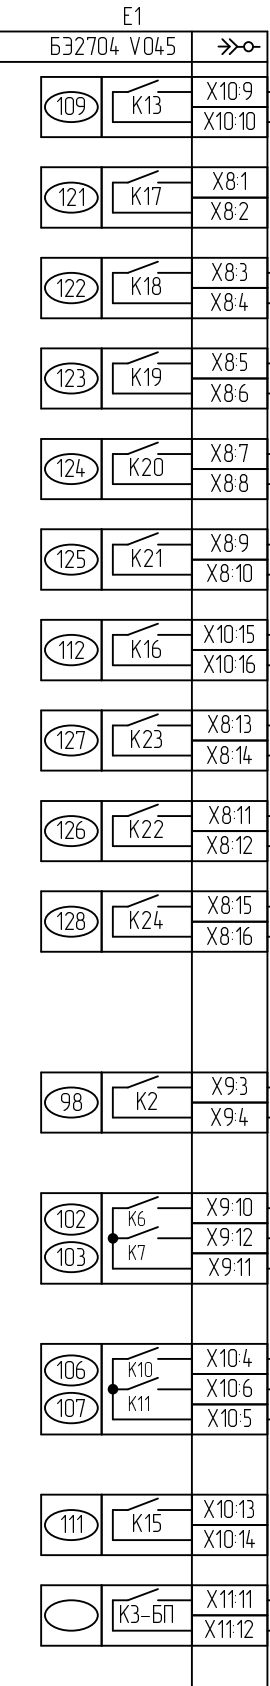 E1
БЭ2704 V045
109 K13 X10:9
X10:10
121 K17 X8:1
X8:2
122 K18 X8:3
X8:4
123 K19 X8:5
X8:6
124 K20 X8:7
X8:8
125 K21 X8:9
X8:10
112 K16 X10:15
X10:16
127 K23 X8:13
X8:14
126 K22 X8:11
X8:12
128 K24 X8:15
X8:16
98 K2 X9:3
X9:4
102 K6 X9:10
X9:12
103 K7 X9:11
106 K10 X10:4
X10:6
107 K11 X10:5
111 K15 X10:13
X10:14
K3-БП X11:11
X11:12